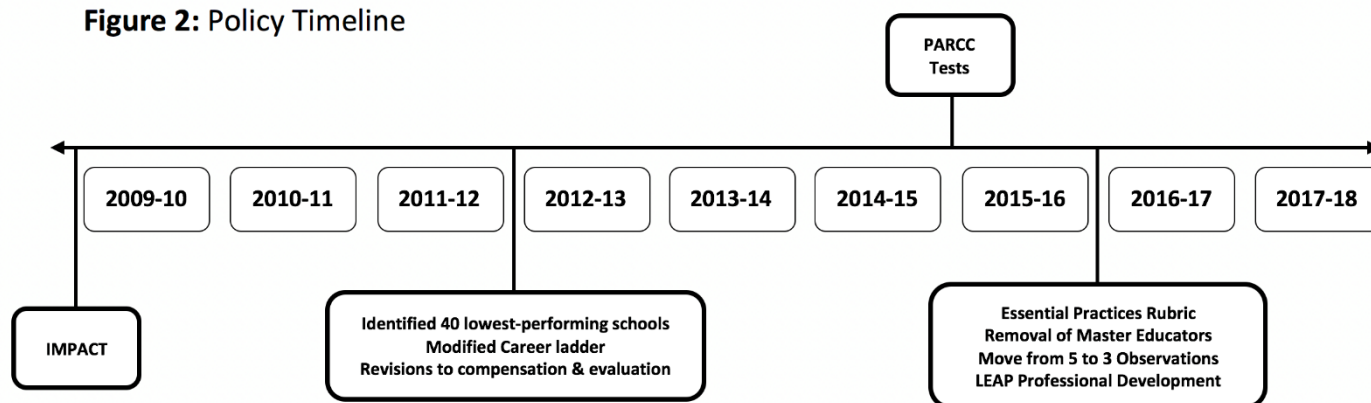 Figure 2: Policy Timeline
PARCC
Tests
2009-10
2010-11
2011-12
2012-13
2013-14
2014-15
2015-16
2016-17
2017-18
IMPACT
Identified 40 lowest-performing schools
Modified Career ladder
Revisions to compensation & evaluation
Essential Practices Rubric
Removal of Master Educators
Move from 5 to 3 Observations
LEAP Professional Development